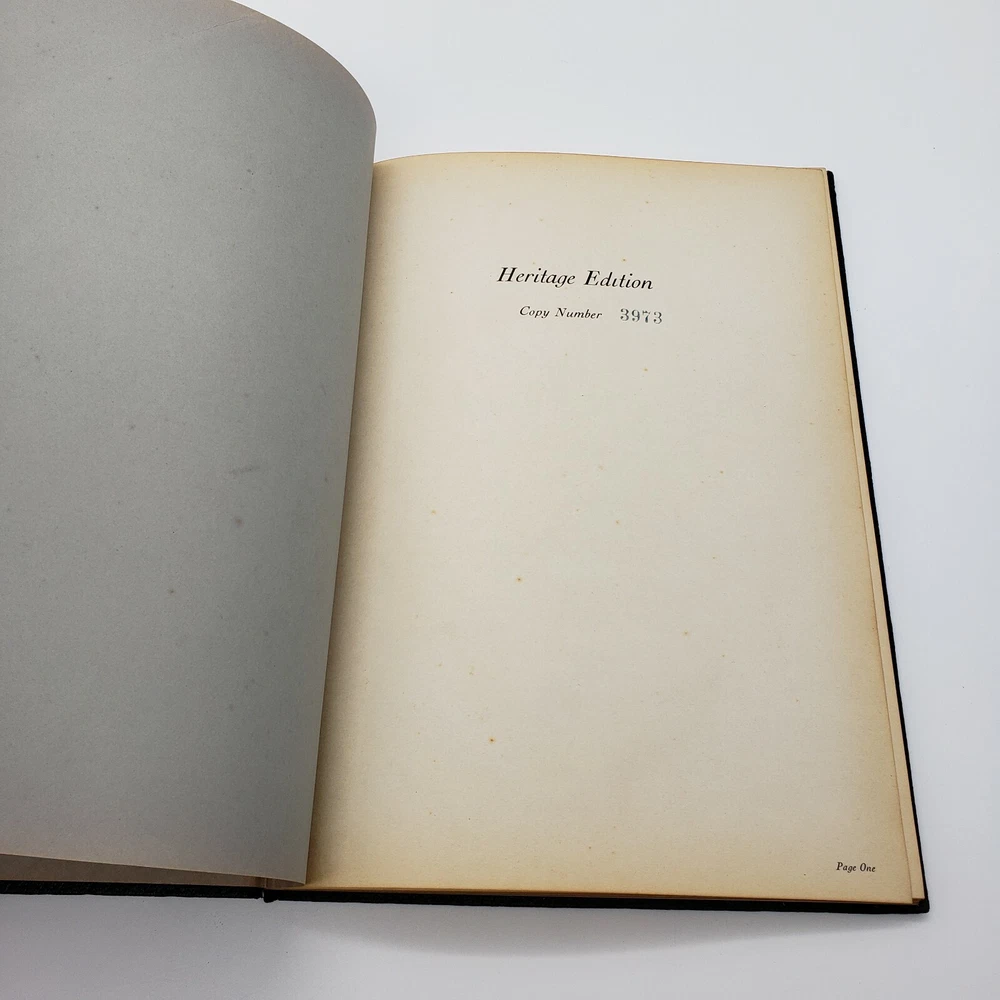 Heritage Edition
Copy Number 3973
Page One